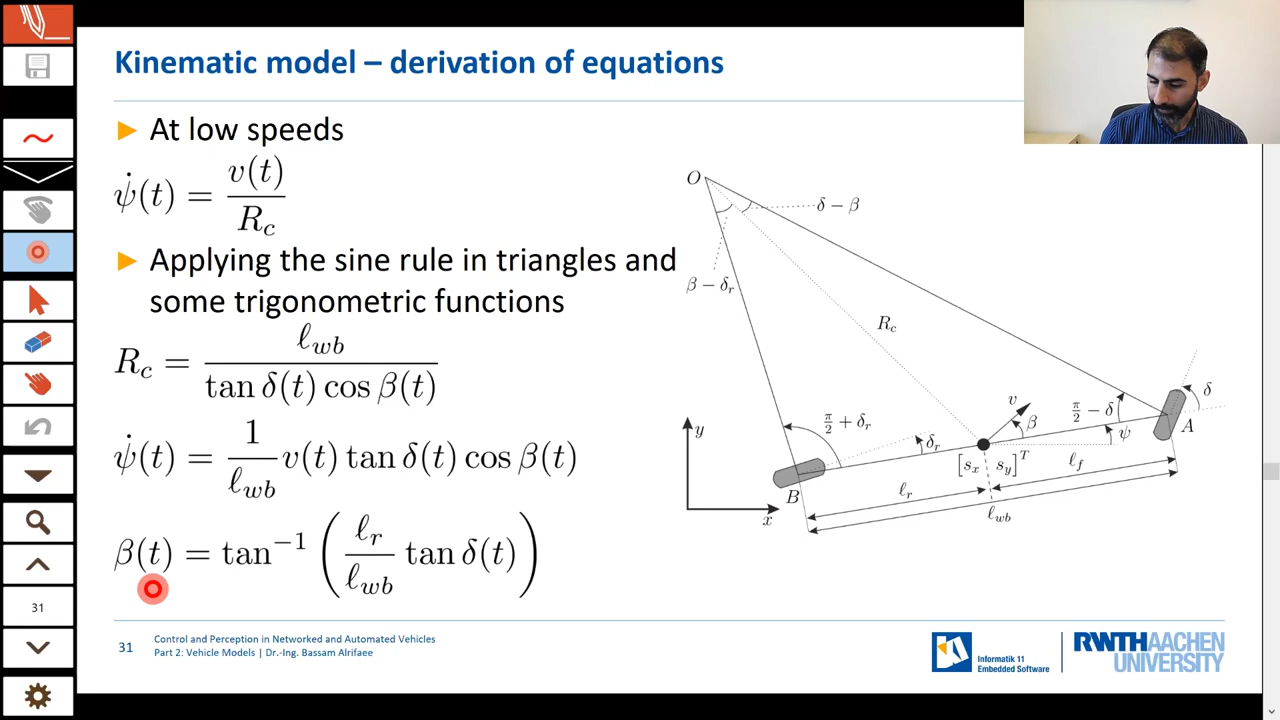 Kinematic model – derivation of equations
► At low speeds
ψ̇(t) = v(t) / R_c
► Applying the sine rule in triangles and
some trigonometric functions
R_c = ℓ_wb / (tan δ(t) cos β(t))
ψ̇(t) = 1/ℓ_wb v(t) tan δ(t) cos β(t)
β(t) = tan⁻¹ (ℓ_r/ℓ_wb tan δ(t))
O
δ − β
β − δ_r
R_c
v
β
π/2 − δ
δ
A
ψ
π/2 + δ_r
δ_r
[s_x s_y]^T
B
ℓ_r
ℓ_f
ℓ_wb
y
x
31
31
Control and Perception in Networked and Automated Vehicles
Part 2: Vehicle Models | Dr.-Ing. Bassam Alrifaee
Informatik 11
Embedded Software
RWTHAACHEN
UNIVERSITY